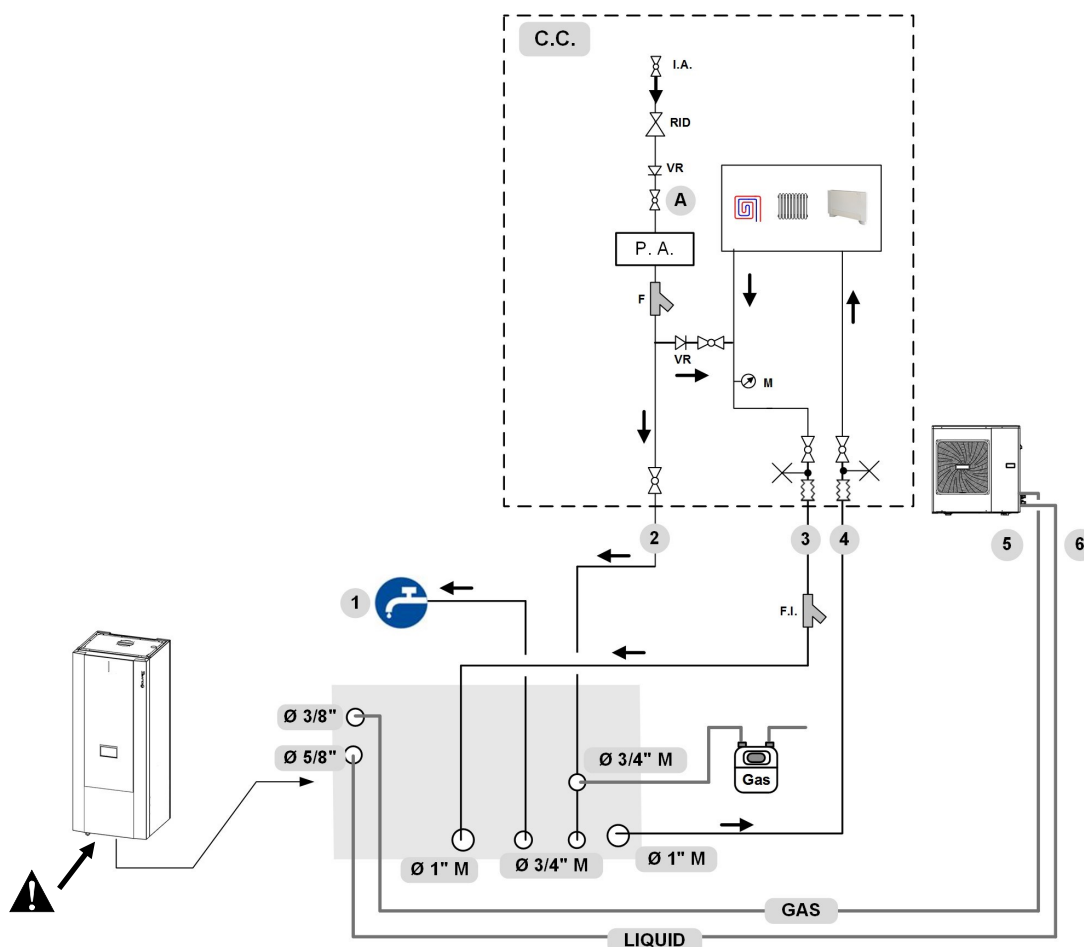 C.C.
I.A.
RID
VR
A
P. A.
F
VR
M
2
3
4
5
6
1
F.I.
Ø 3/8"
Ø 5/8"
Ø 3/4" M
Gas
Ø 1" M
Ø 3/4" M
Ø 1" M
GAS
LIQUID